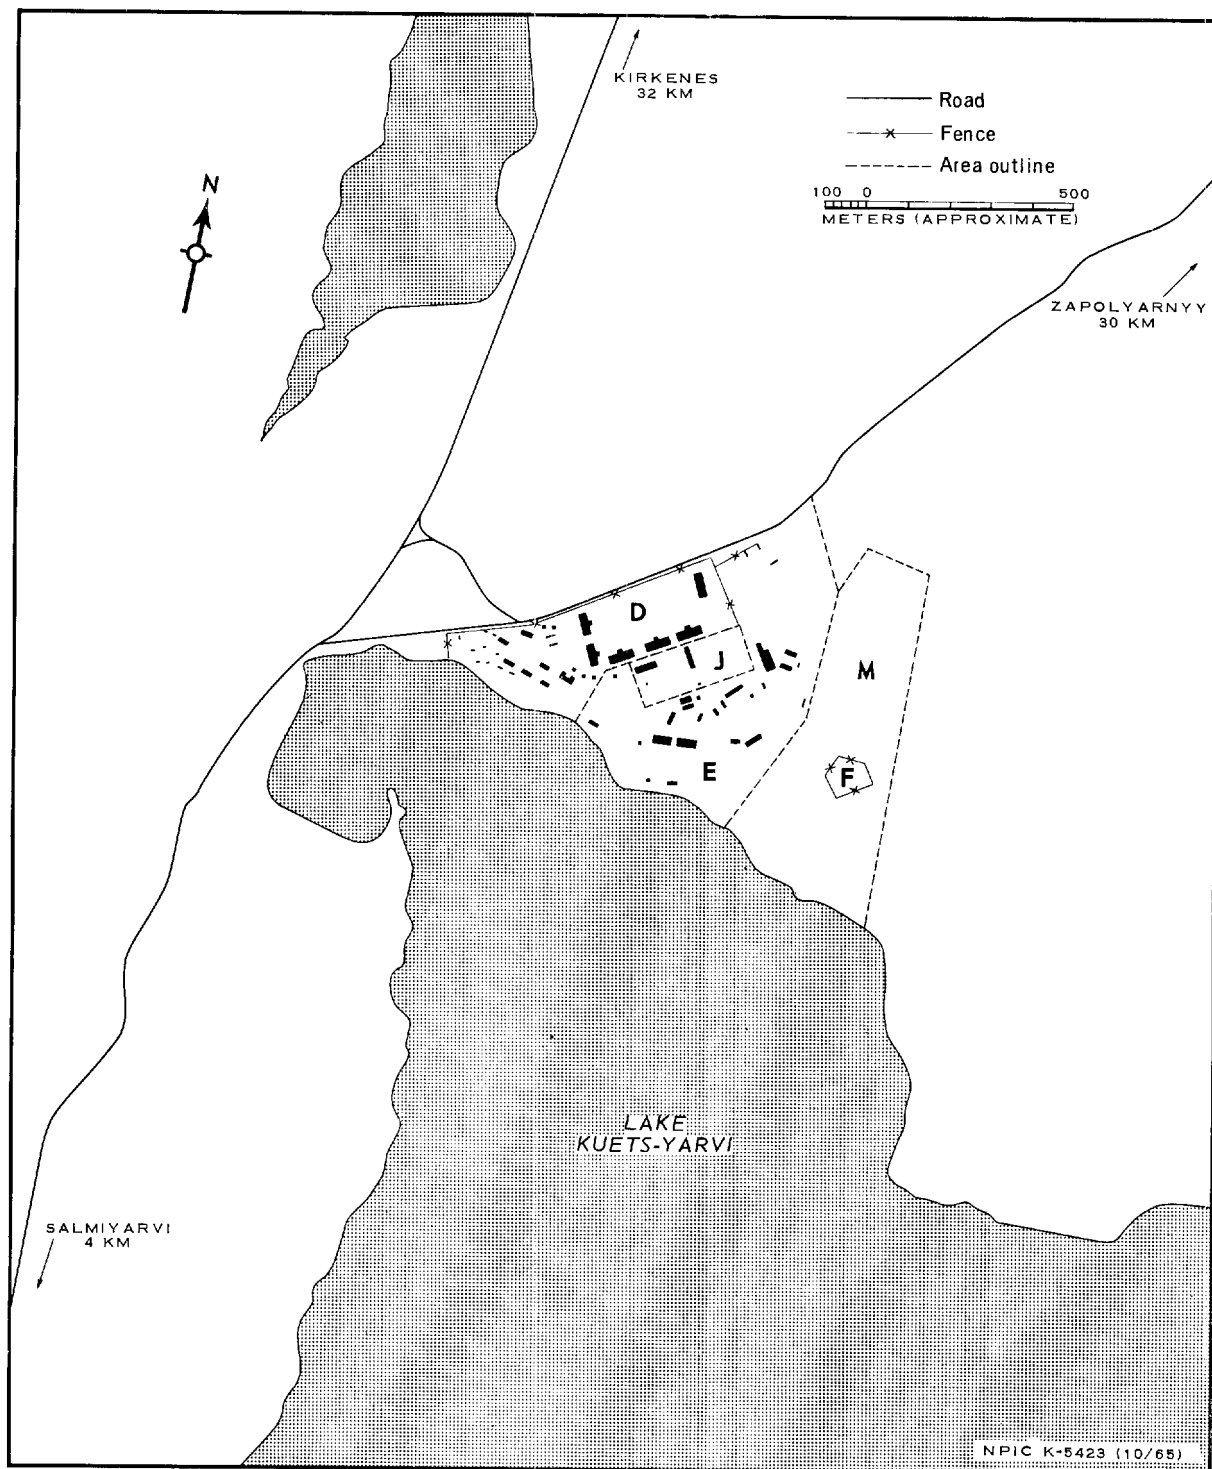 KIRKENES
32 KM
Road
Fence
Area outline
100 0 500
METERS (APPROXIMATE)
N
ZAPOLYARNYY
30 KM
D
J
M
F
E
LAKE
KUETS-YARVI
SALMIYARVI
4 KM
NPIC K-5423 (10/65)